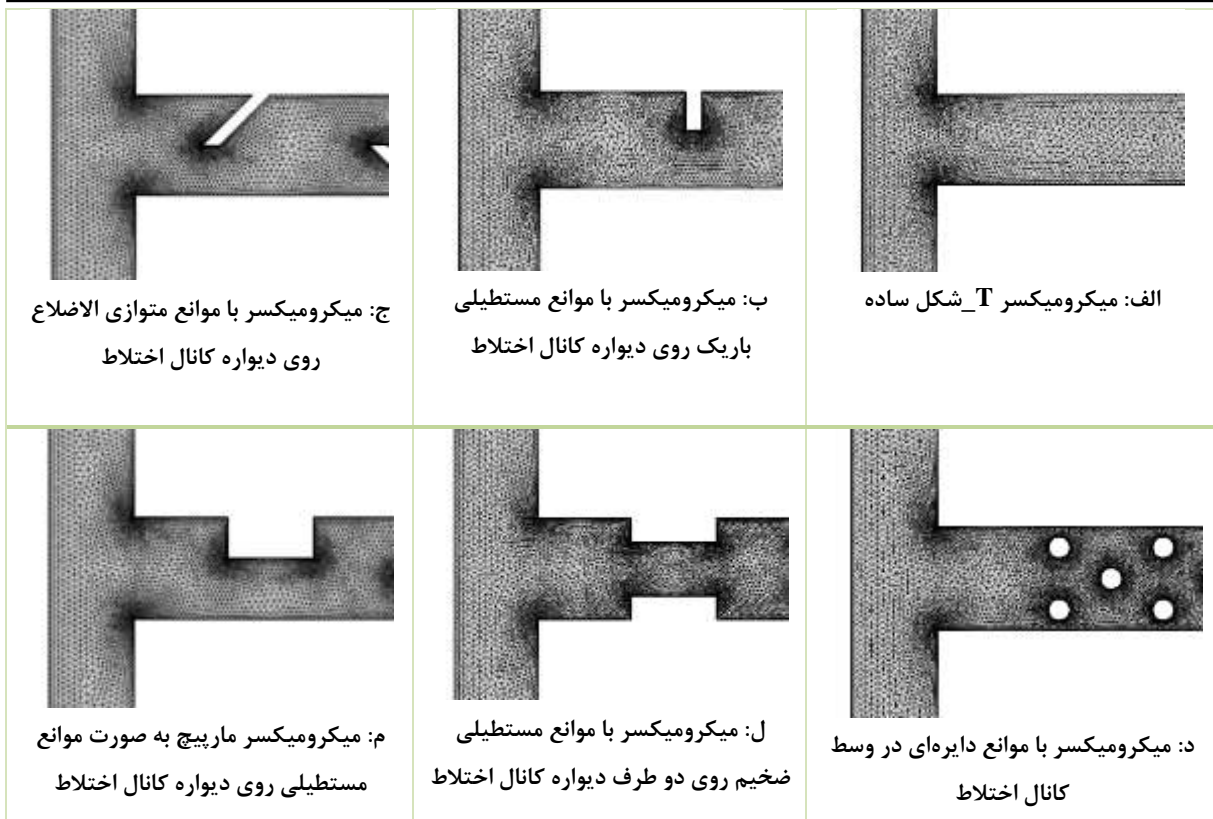 الف: میکرومیکسر T_شکل ساده
ب: میکرومیکسر با موانع مستطیلی
باریک روی دیواره کانال اختلاط
ج: میکرومیکسر با موانع متوازی الاضلاع
روی دیواره کانال اختلاط
د: میکرومیکسر با موانع دایره‌ای در وسط
کانال اختلاط
ل: میکرومیکسر با موانع مستطیلی
ضخیم روی دو طرف دیواره کانال اختلاط
م: میکرومیکسر مارپیچ به صورت موانع
مستطیلی روی دیواره کانال اختلاط